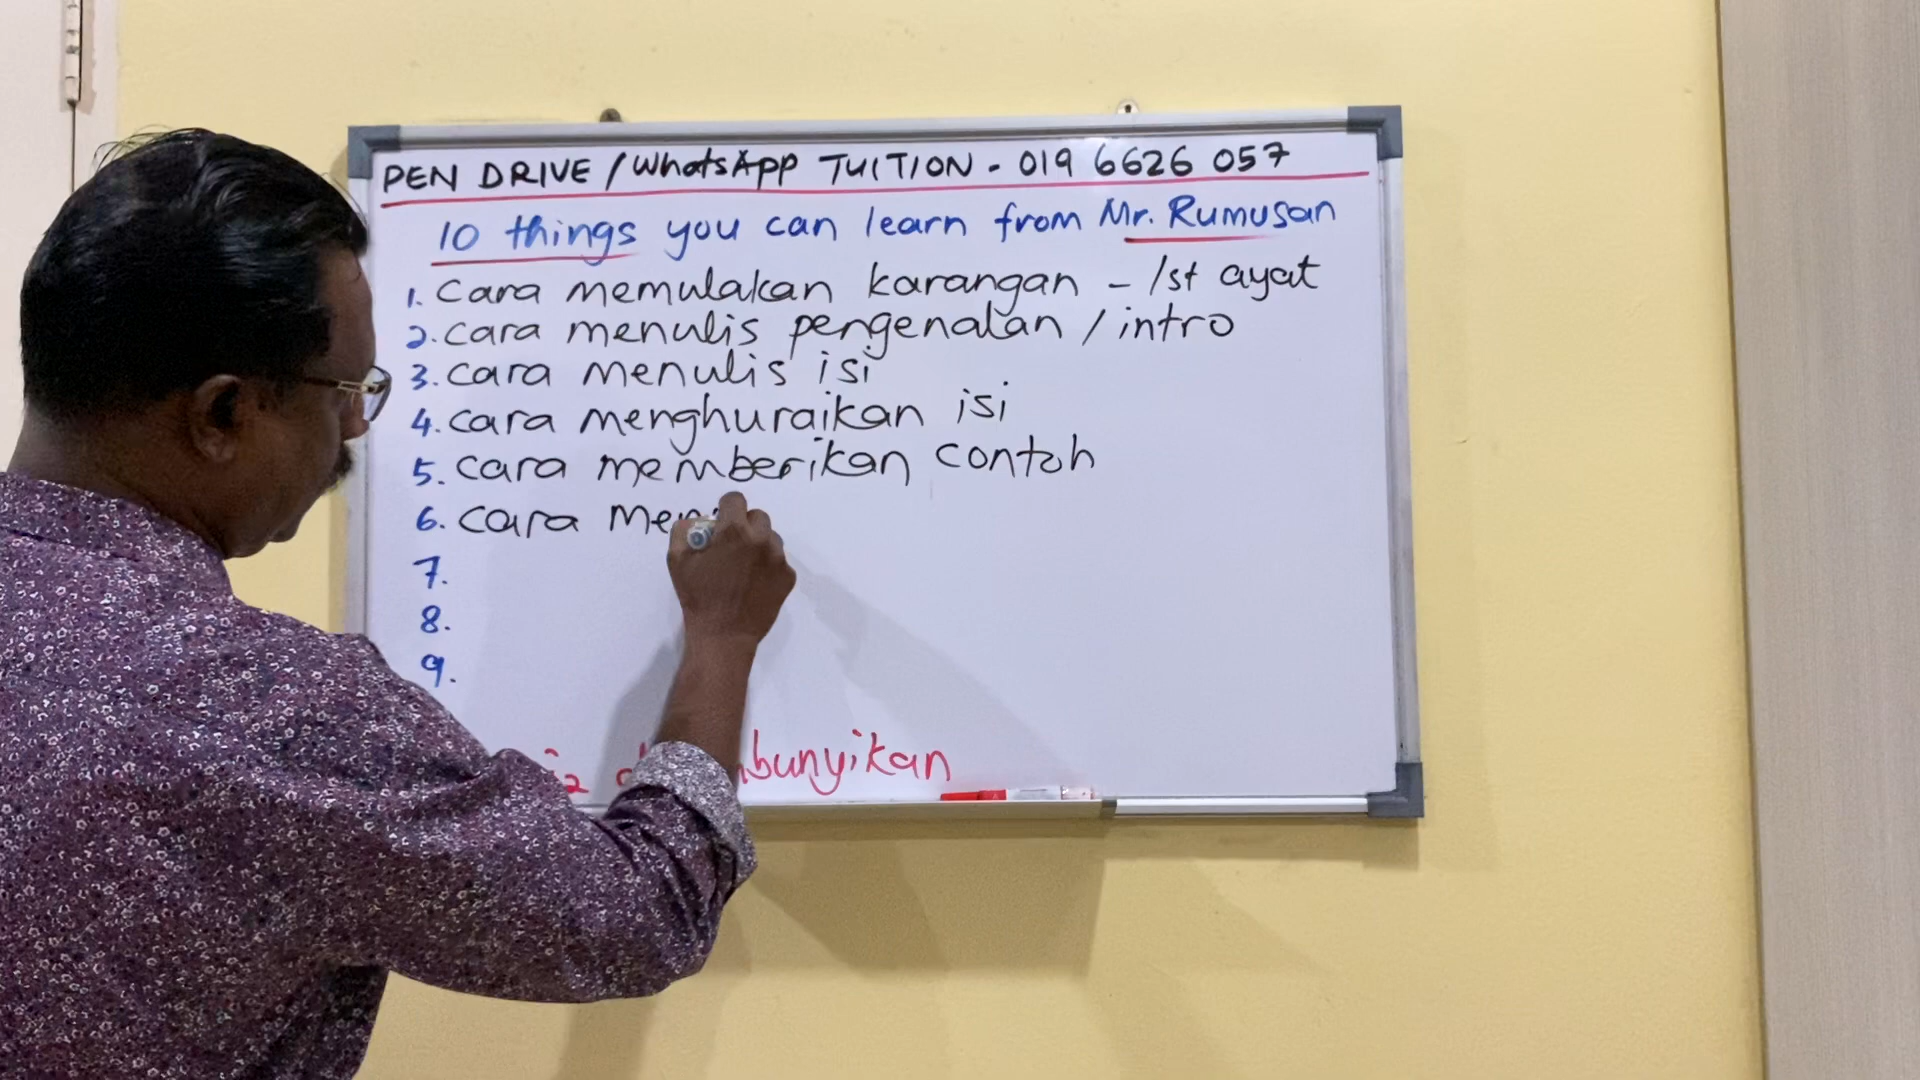 PEN DRIVE / WhatsApp TUITION - 019 6626 057
10 things you can learn from Mr. Rumusan
1. cara memulakan karangan - 1st ayat
2. cara menulis pengenalan / intro
3. cara menulis isi
4. cara menghuraikan isi
5. cara memberikan contoh
6. cara
7.
8.
9.